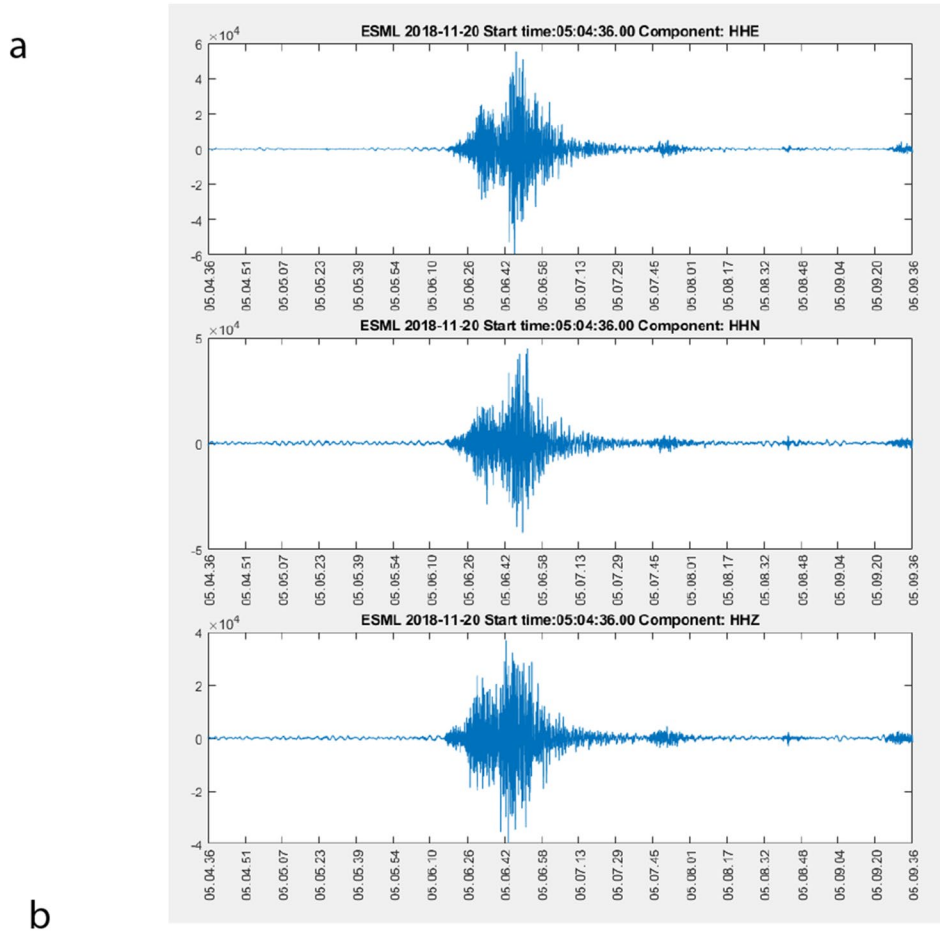 a
ESML 2018-11-20 Start time:05:04:36.00 Component: HHE
×10⁴
6
4
2
0
-2
-4
-6
05.04.36 05.04.51 05.05.07 05.05.23 05.05.39 05.05.54 05.06.10 05.06.26 05.06.42 05.06.58 05.07.13 05.07.29 05.07.45 05.08.01 05.08.17 05.08.32 05.08.48 05.09.04 05.09.20 05.09.36
ESML 2018-11-20 Start time:05:04:36.00 Component: HHN
×10⁴
5
0
-5
05.04.36 05.04.51 05.05.07 05.05.23 05.05.39 05.05.54 05.06.10 05.06.26 05.06.42 05.06.58 05.07.13 05.07.29 05.07.45 05.08.01 05.08.17 05.08.32 05.08.48 05.09.04 05.09.20 05.09.36
ESML 2018-11-20 Start time:05:04:36.00 Component: HHZ
×10⁴
4
2
0
-2
-4
05.04.36 05.04.51 05.05.07 05.05.23 05.05.39 05.05.54 05.06.10 05.06.26 05.06.42 05.06.58 05.07.13 05.07.29 05.07.45 05.08.01 05.08.17 05.08.32 05.08.48 05.09.04 05.09.20 05.09.36
b